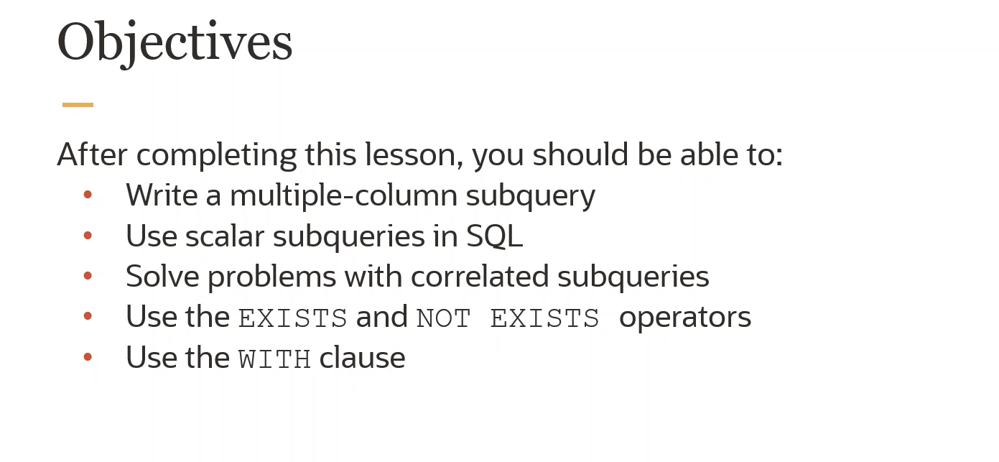 Objectives
After completing this lesson, you should be able to:
• Write a multiple-column subquery
• Use scalar subqueries in SQL
• Solve problems with correlated subqueries
• Use the EXISTS and NOT EXISTS operators
• Use the WITH clause